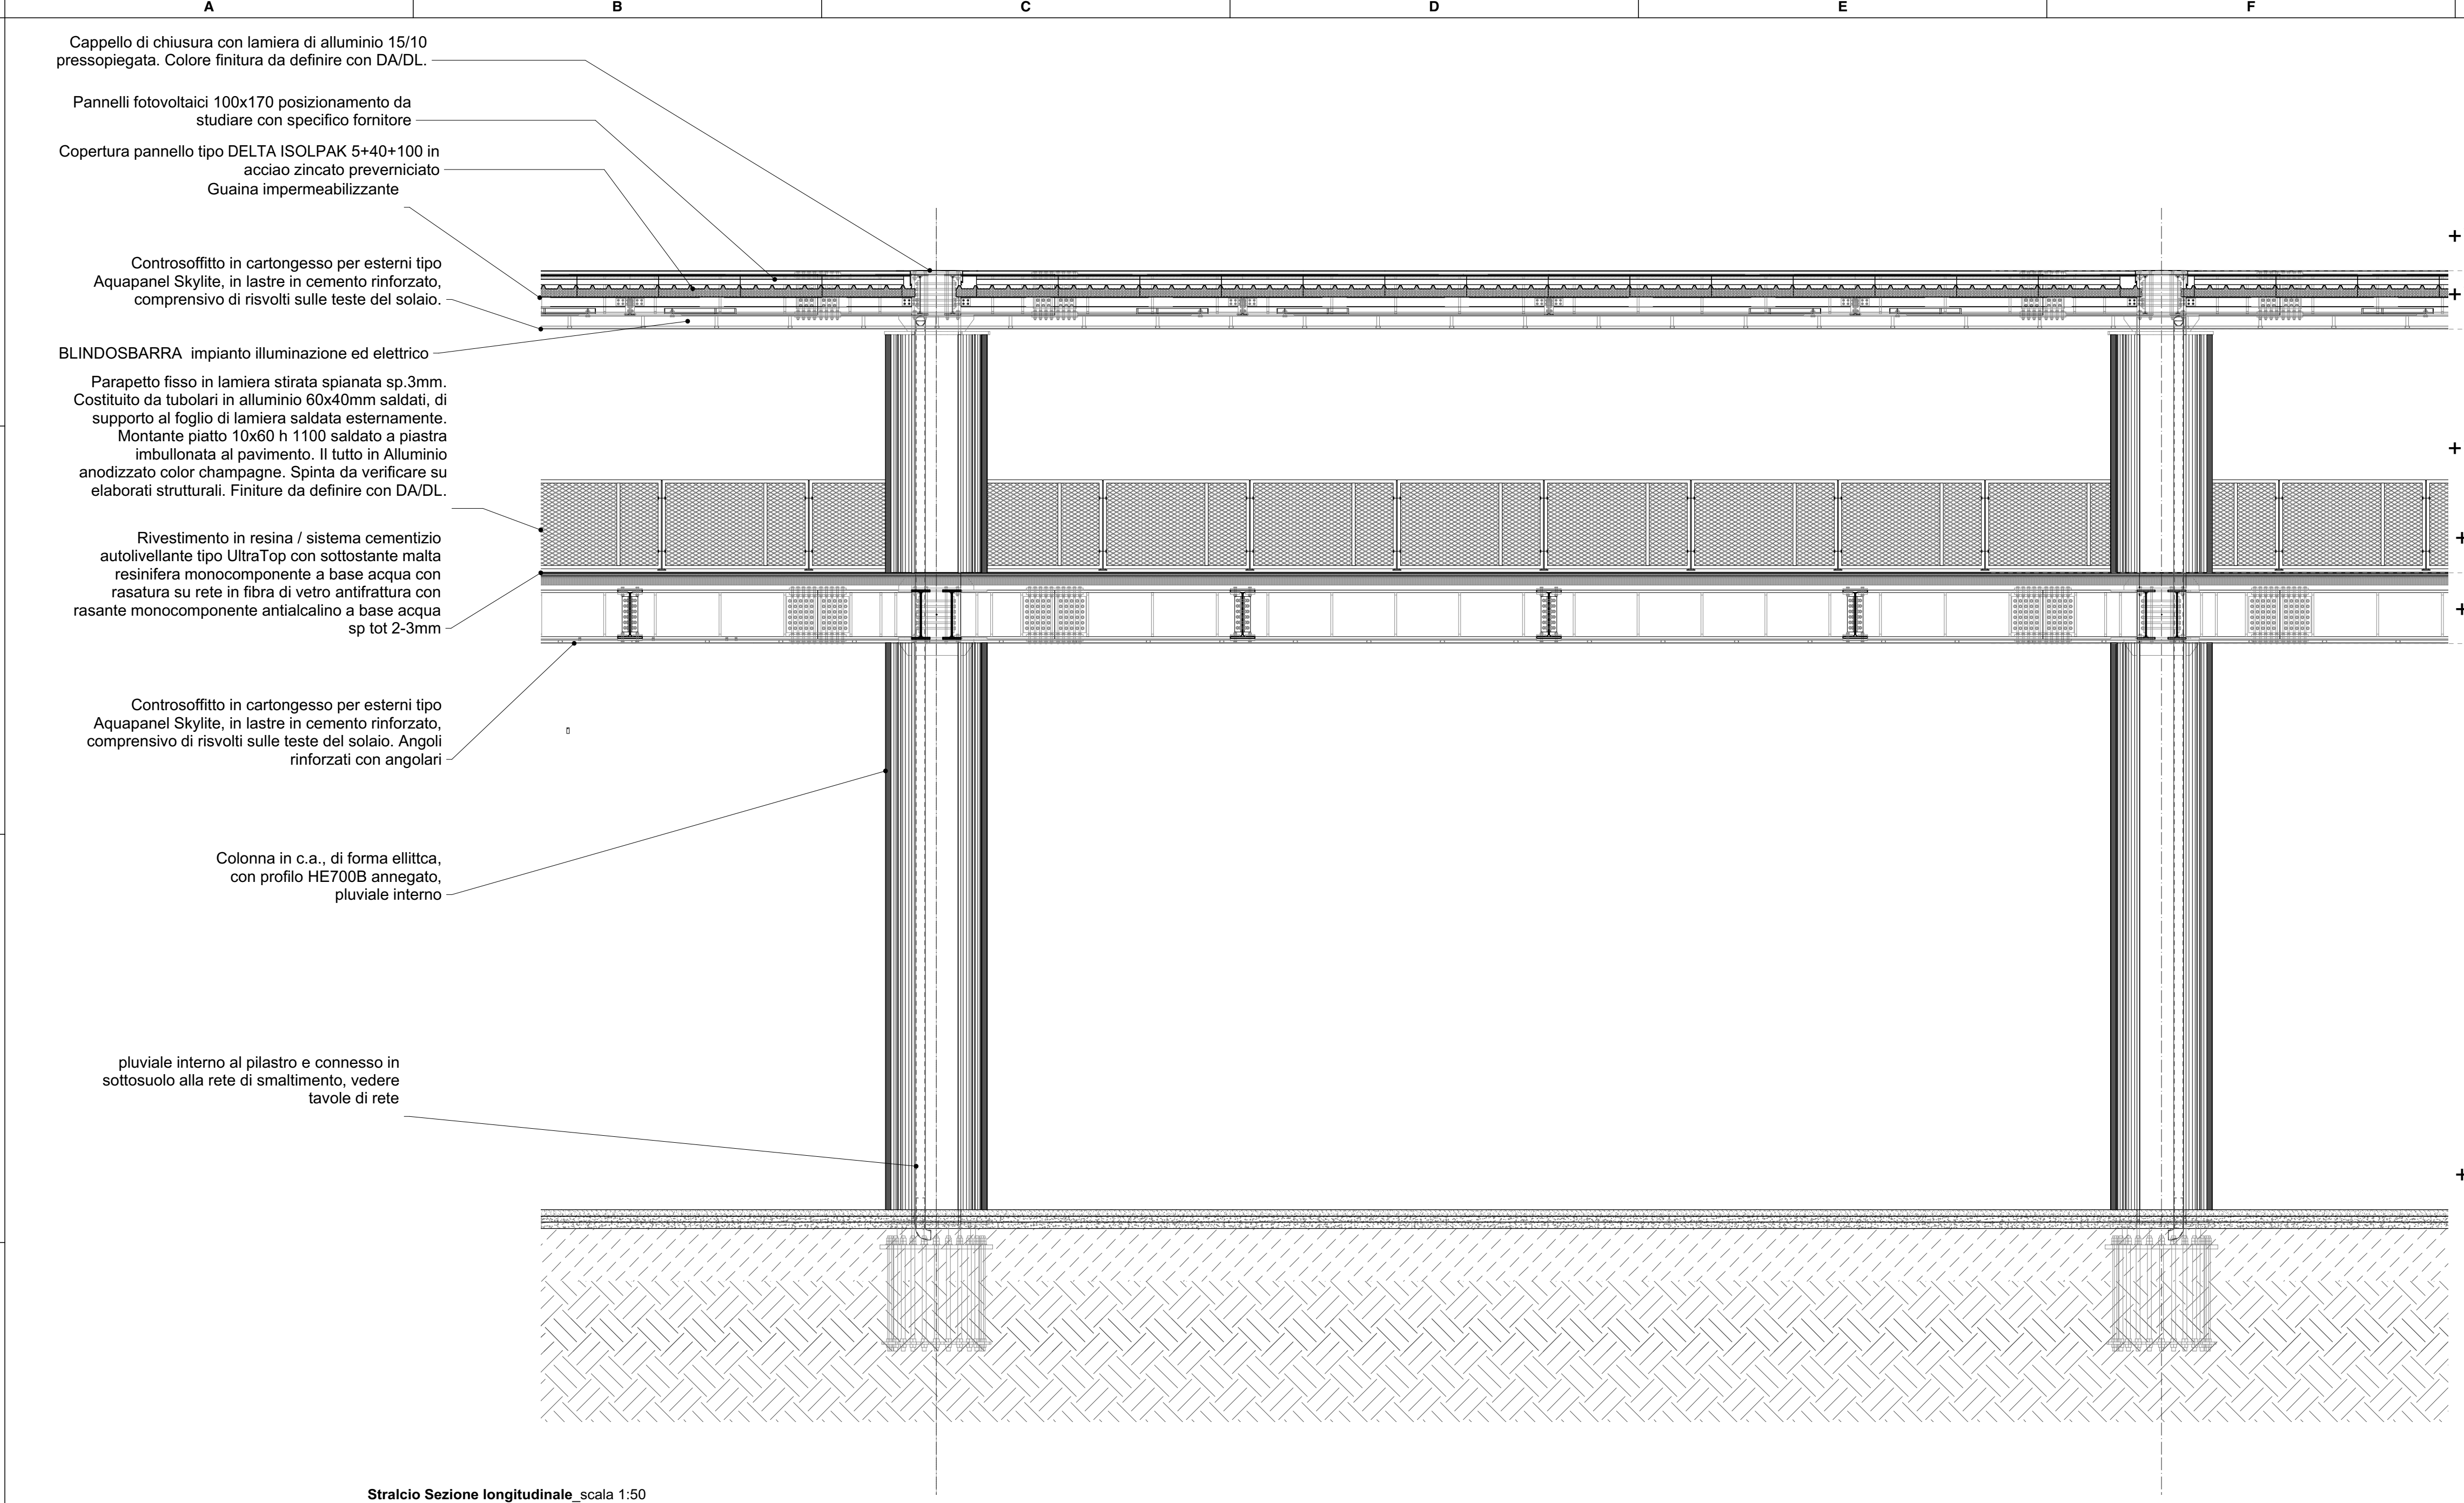 A B C D E F
Cappello di chiusura con lamiera di alluminio 15/10
pressopiegata. Colore finitura da definire con DA/DL.
Pannelli fotovoltaici 100x170 posizionamento da
studiare con specifico fornitore
Copertura pannello tipo DELTA ISOLPAK 5+40+100 in
acciao zincato preverniciato
Guaina impermeabilizzante
Controsoffitto in cartongesso per esterni tipo
Aquapanel Skylite, in lastre in cemento rinforzato,
comprensivo di risvolti sulle teste del solaio.
BLINDOSBARRA  impianto illuminazione ed elettrico
Parapetto fisso in lamiera stirata spianata sp.3mm.
Costituito da tubolari in alluminio 60x40mm saldati, di
supporto al foglio di lamiera saldata esternamente.
Montante piatto 10x60 h 1100 saldato a piastra
imbullonata al pavimento. Il tutto in Alluminio
anodizzato color champagne. Spinta da verificare su
elaborati strutturali. Finiture da definire con DA/DL.
Rivestimento in resina / sistema cementizio
autolivellante tipo UltraTop con sottostante malta
resinifera monocomponente a base acqua con
rasatura su rete in fibra di vetro antifrattura con
rasante monocomponente antialcalino a base acqua
sp tot 2-3mm
Controsoffitto in cartongesso per esterni tipo
Aquapanel Skylite, in lastre in cemento rinforzato,
comprensivo di risvolti sulle teste del solaio. Angoli
rinforzati con angolari
Colonna in c.a., di forma ellittca,
con profilo HE700B annegato,
pluviale interno
pluviale interno al pilastro e connesso in
sottosuolo alla rete di smaltimento, vedere
tavole di rete
Stralcio Sezione longitudinale_scala 1:50